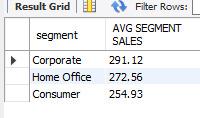 Result Grid Filter Rows:
segment AVG SEGMENT
SALES
Corporate 291.12
Home Office 272.56
Consumer 254.93